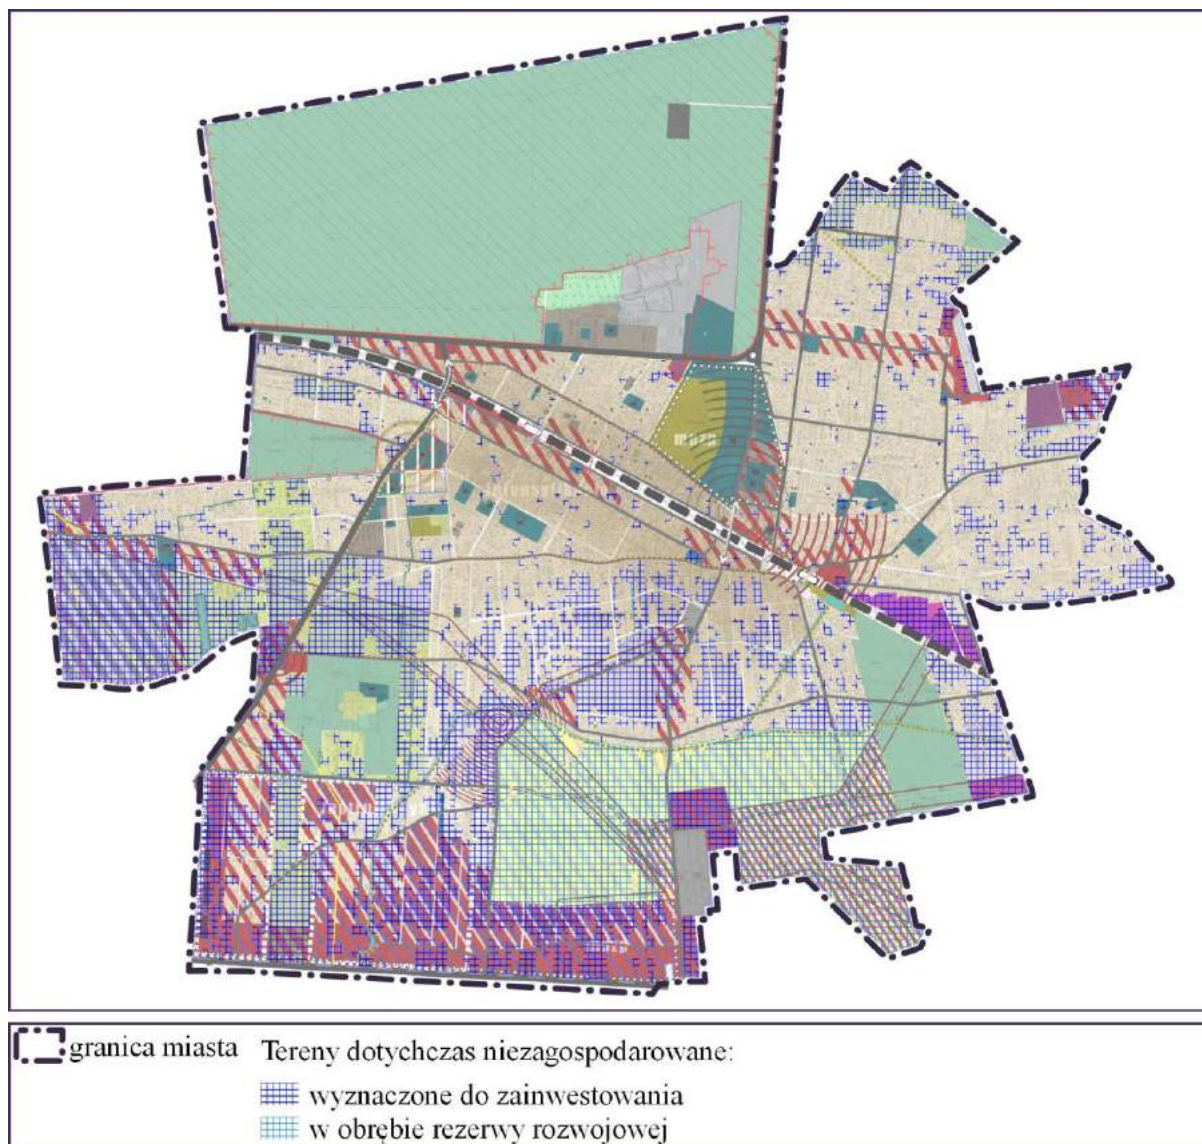 granica miasta
Tereny dotychczas niezagospodarowane:
wyznaczone do zainwestowania
w obrębie rezerwy rozwojowej